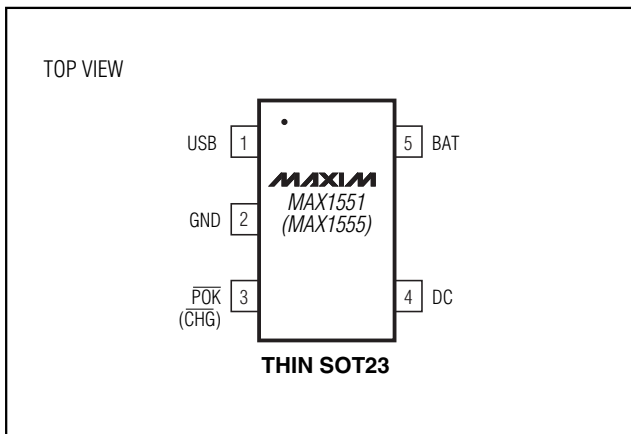 TOP VIEW
USB 1
5 BAT
MAXIM
MAX1551
(MAX1555)
GND 2
POK 3
(CHG)
4 DC
THIN SOT23